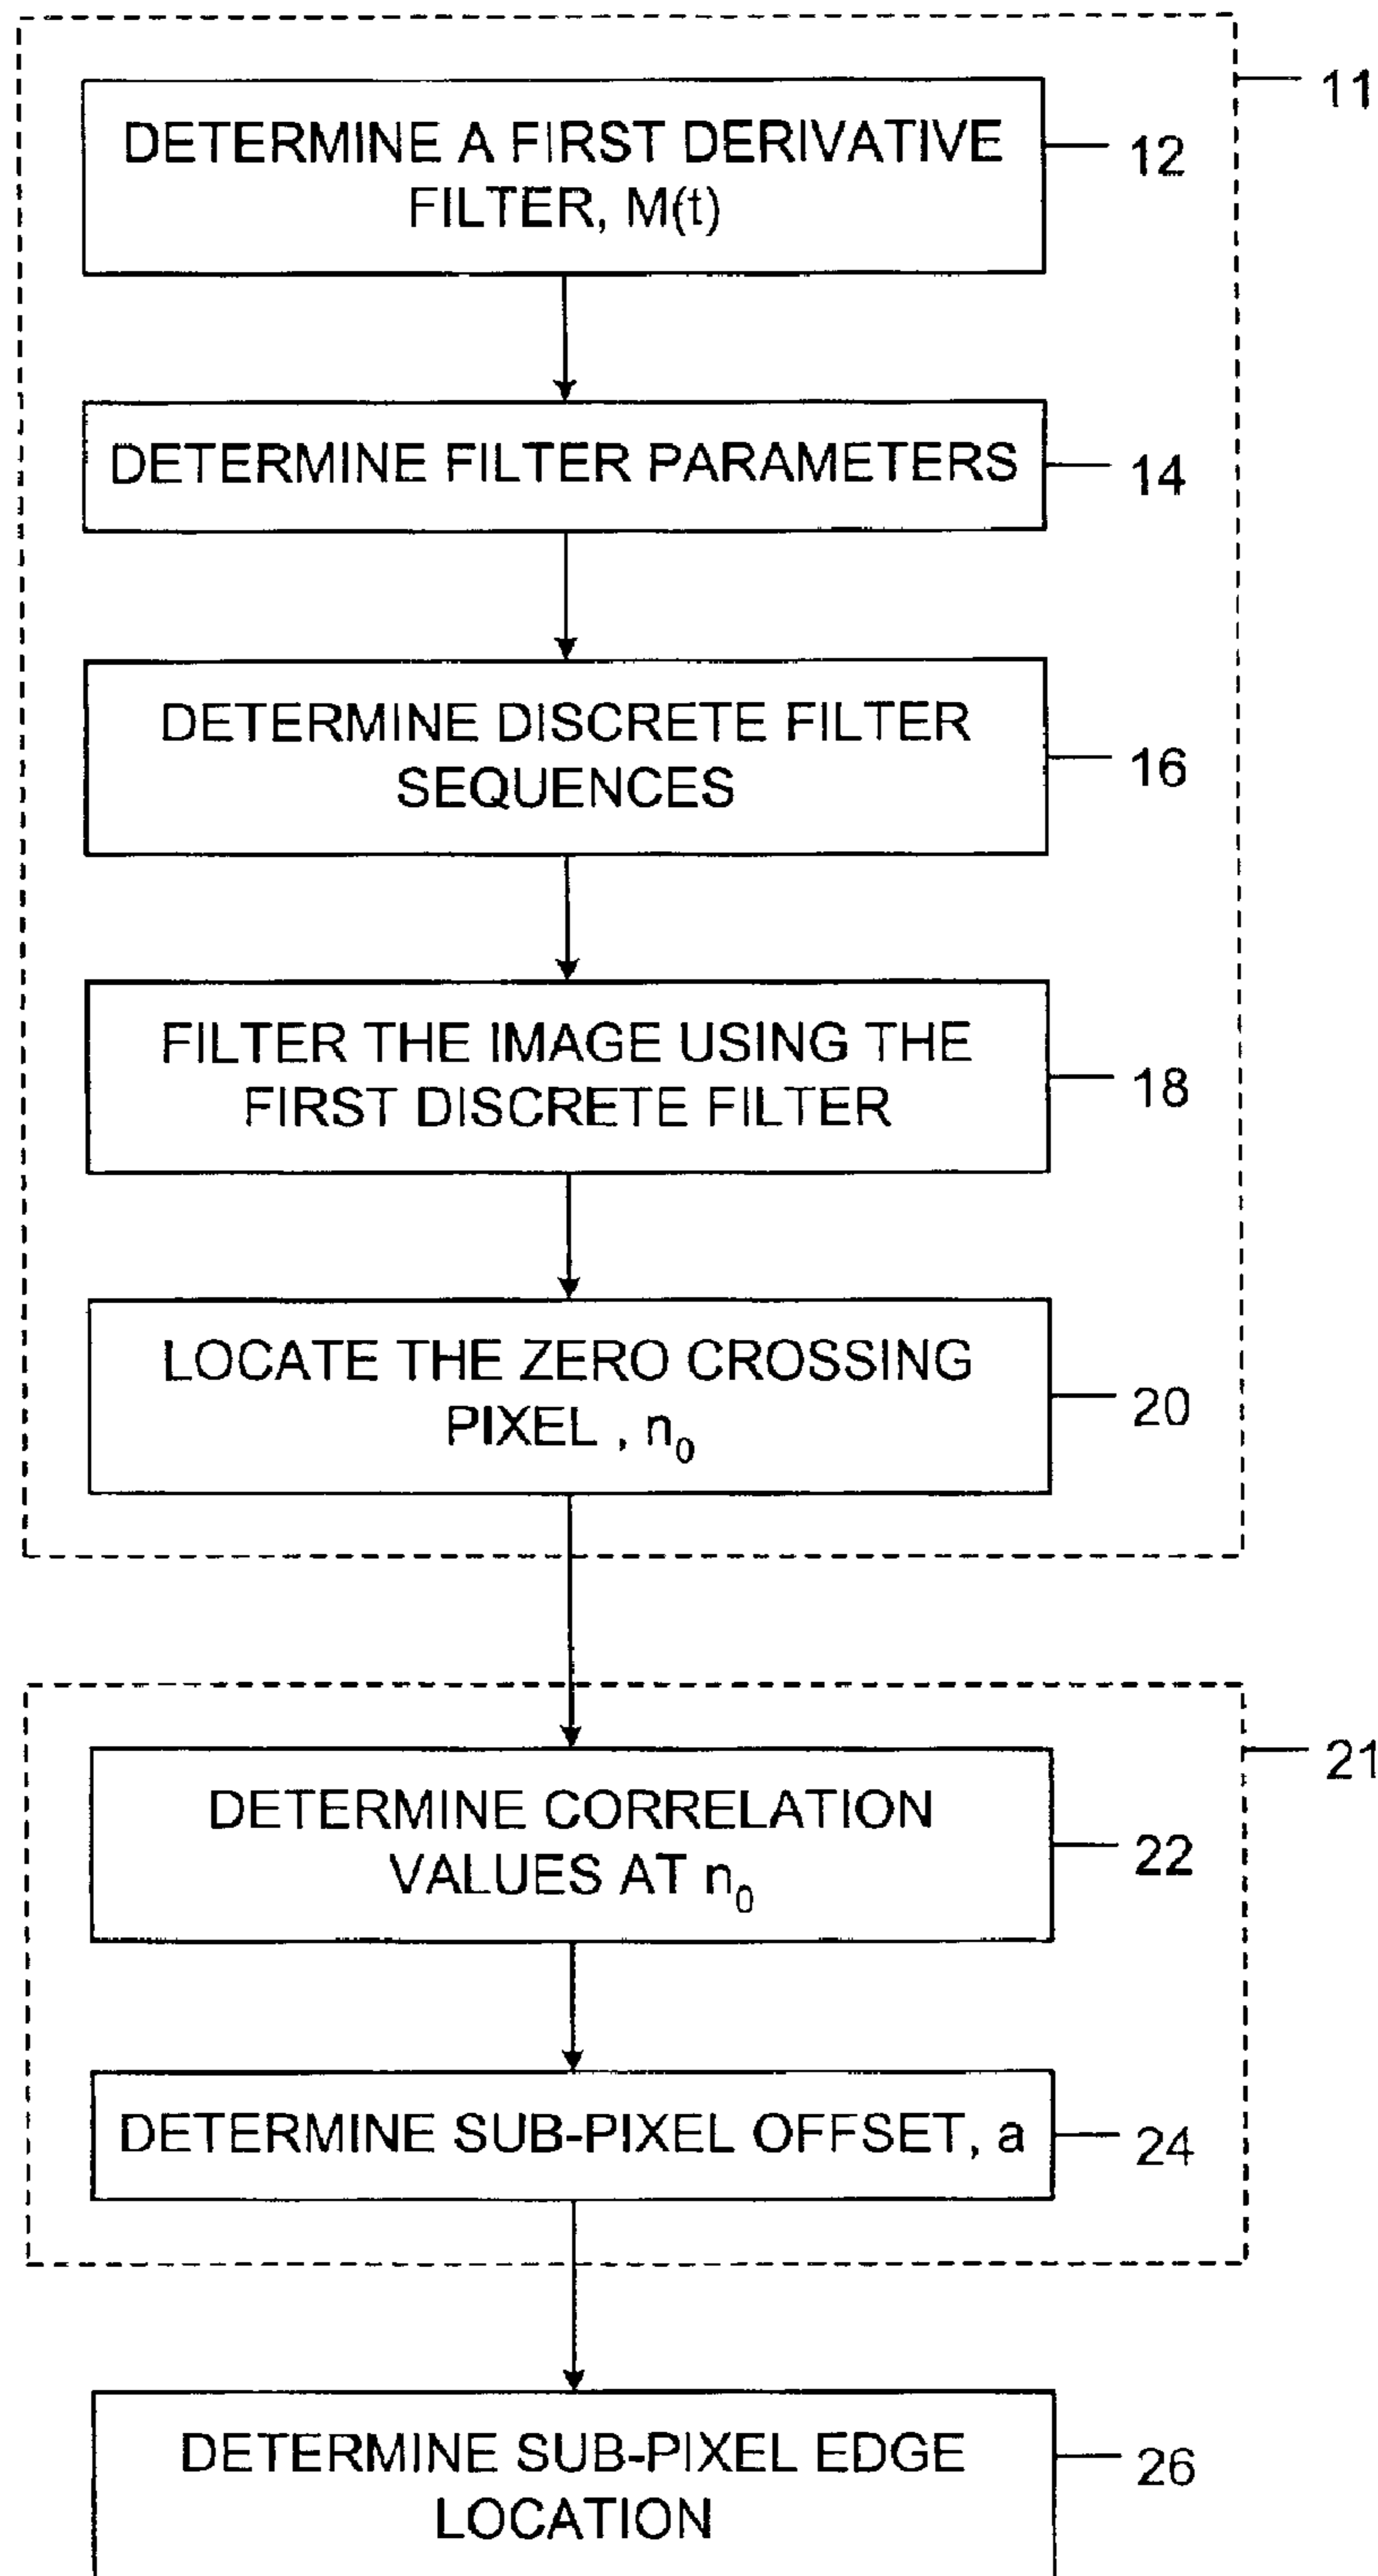 11
DETERMINE A FIRST DERIVATIVE
FILTER, M(t)
12
DETERMINE FILTER PARAMETERS
14
DETERMINE DISCRETE FILTER
SEQUENCES
16
FILTER THE IMAGE USING THE
FIRST DISCRETE FILTER
18
LOCATE THE ZERO CROSSING
PIXEL , n₀
20
21
DETERMINE CORRELATION
VALUES AT n₀
22
DETERMINE SUB-PIXEL OFFSET, a
24
DETERMINE SUB-PIXEL EDGE
LOCATION
26